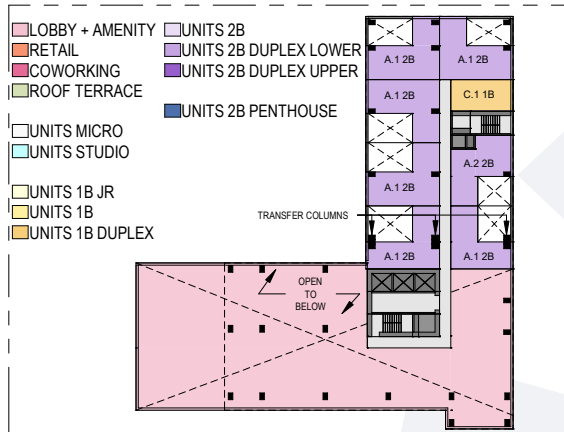 LOBBY + AMENITY
RETAIL
COWORKING
ROOF TERRACE
UNITS MICRO
UNITS STUDIO
UNITS 1B JR
UNITS 1B
UNITS 1B DUPLEX
UNITS 2B
UNITS 2B DUPLEX LOWER
UNITS 2B DUPLEX UPPER
UNITS 2B PENTHOUSE
A.1 2B
A.1 2B
A.1 2B
C.1 1B
A.2 2B
A.1 2B
TRANSFER COLUMNS
A.1 2B
A.1 2B
OPEN
TO
BELOW